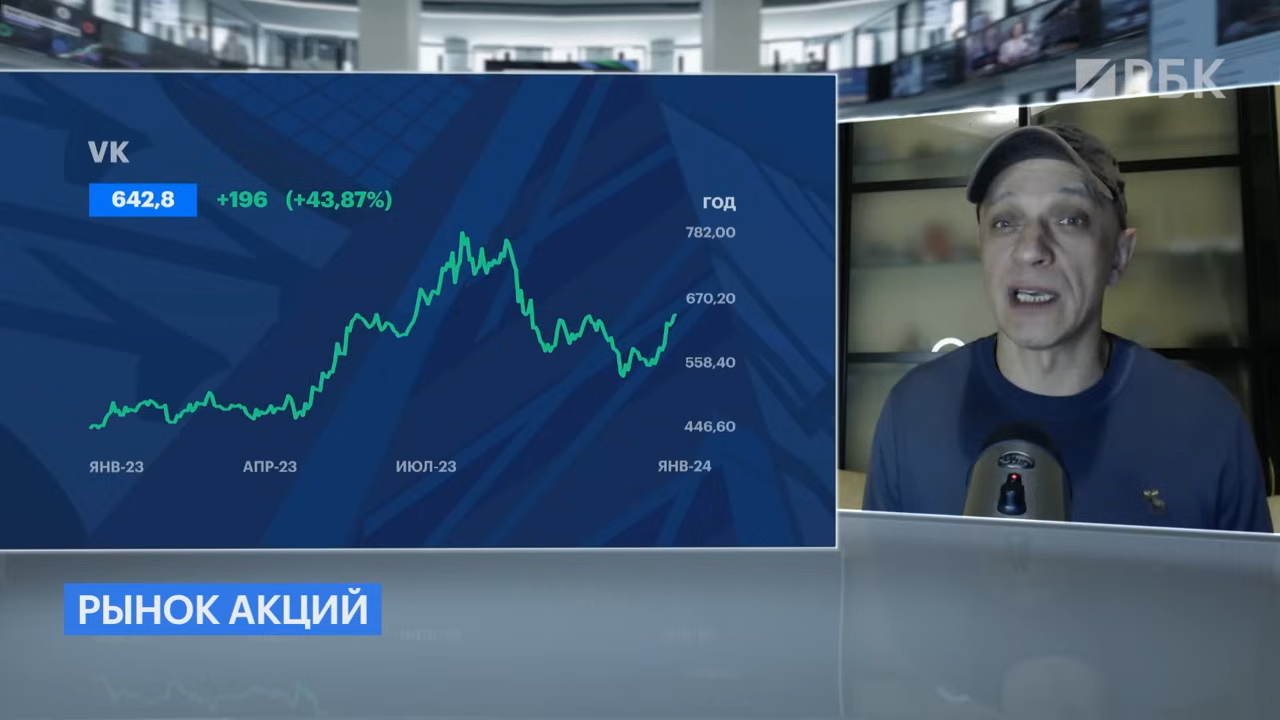 РБК
VK
642,8 +196 (+43,87%)
ГОД
782,00
670,20
558,40
446,60
ЯНВ-23 АПР-23 ИЮЛ-23 ЯНВ-24
РЫНОК АКЦИЙ